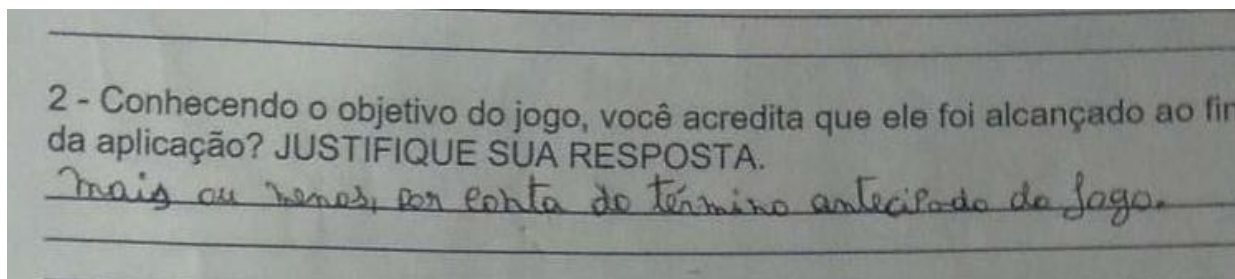 2 - Conhecendo o objetivo do jogo, você acredita que ele foi alcançado ao fin
da aplicação? JUSTIFIQUE SUA RESPOSTA.
mais ou menos, por conta do término antecipado do jogo.